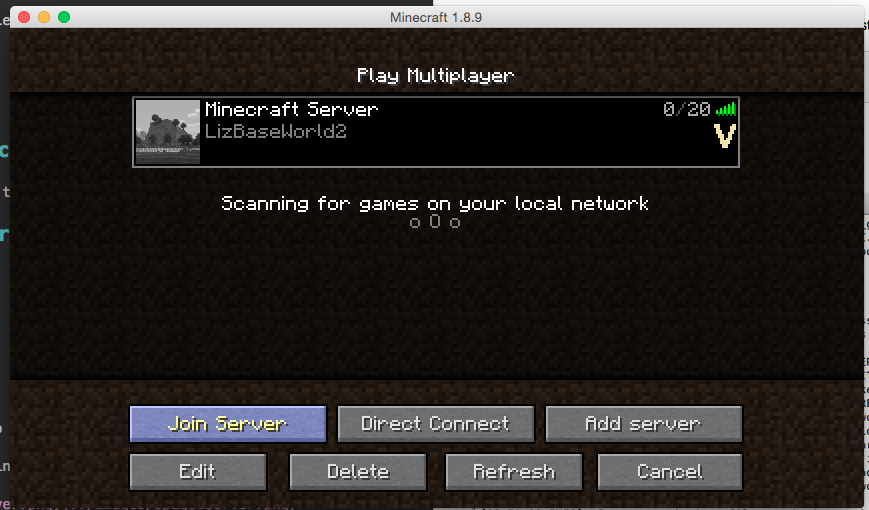 Minecraft 1.8.9
Play Multiplayer
Minecraft Server 0/20
LizBaseWorld2
V
Scanning for games on your local network
o O o
Join Server Direct Connect Add server
Edit Delete Refresh Cancel